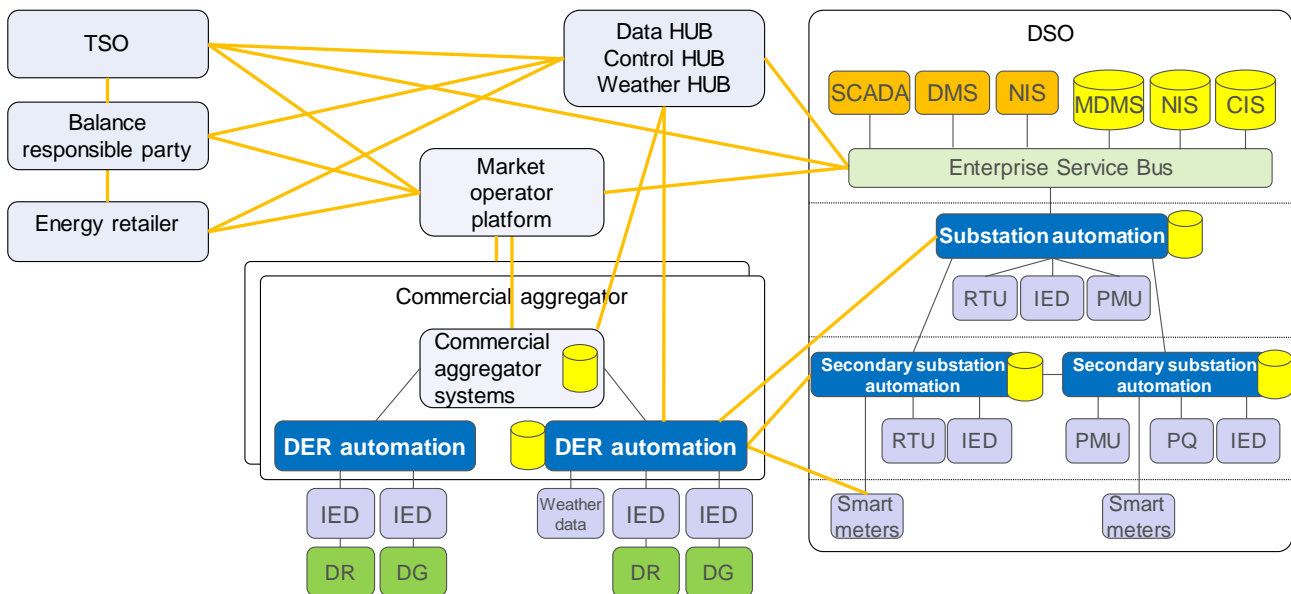 TSO
Balance
responsible party
Energy retailer
Data HUB
Control HUB
Weather HUB
Market
operator
platform
Commercial aggregator
Commercial
aggregator
systems
DER automation
DER automation
IED
IED
Weather
data
IED
IED
DR
DG
DR
DG
DSO
SCADA
DMS
NIS
MDMS
NIS
CIS
Enterprise Service Bus
Substation automation
RTU
IED
PMU
Secondary substation
automation
Secondary substation
automation
RTU
IED
PMU
PQ
IED
Smart
meters
Smart
meters